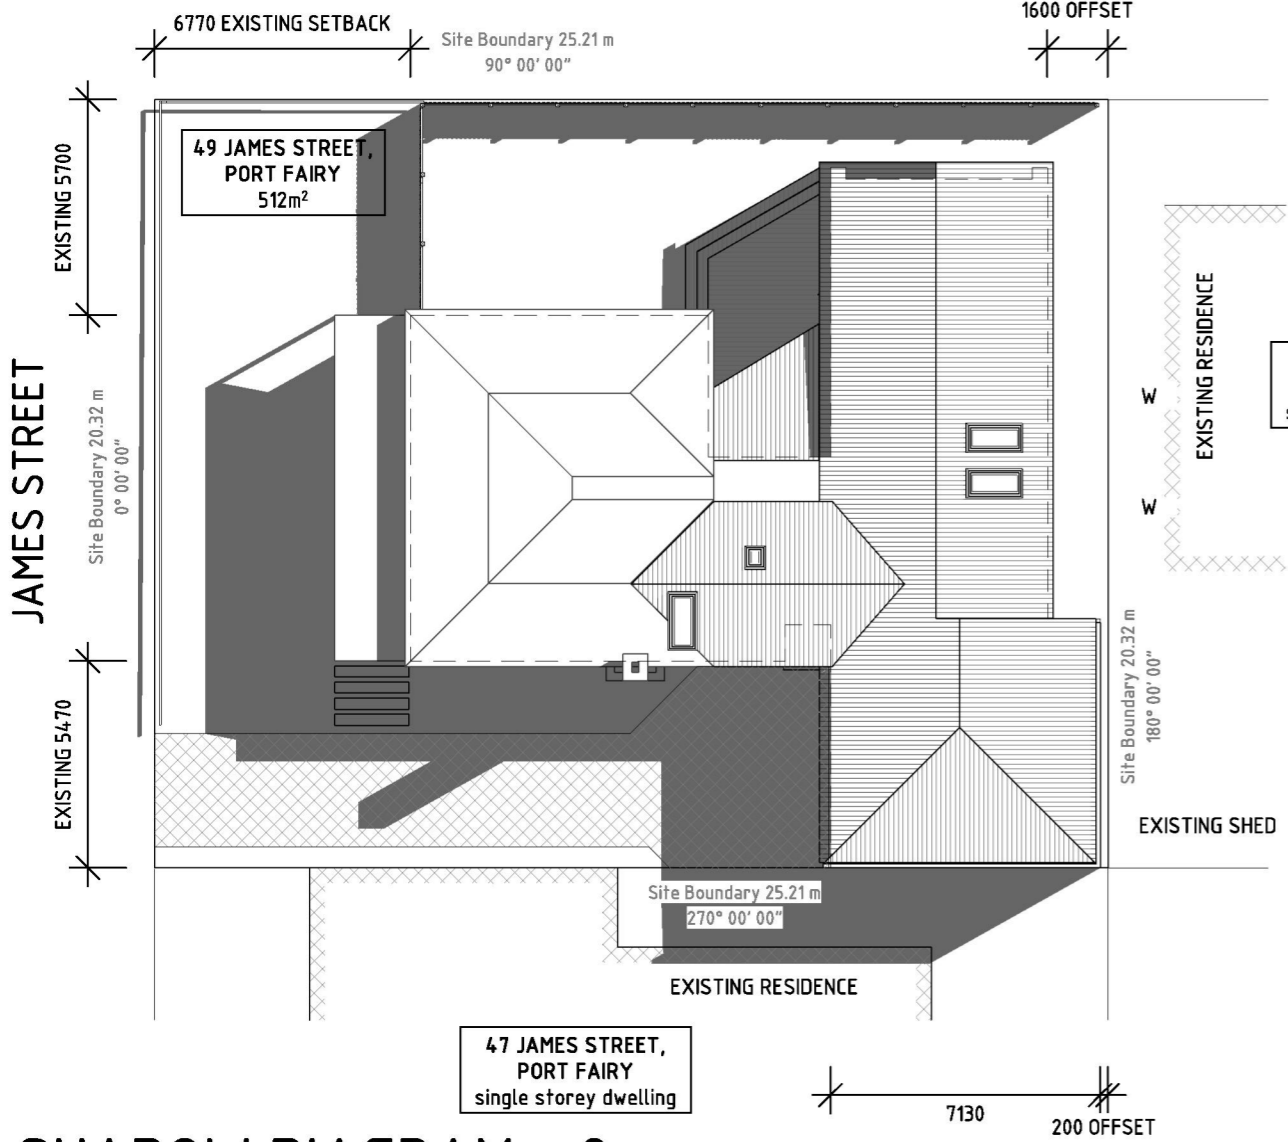 6770 EXISTING SETBACK
1600 OFFSET
Site Boundary 25.21 m
90° 00' 00"
49 JAMES STREET,
PORT FAIRY
512m²
EXISTING 5700
EXISTING RESIDENCE
JAMES STREET
Site Boundary 20.32 m
0° 00' 00"
W
W
EXISTING 5470
Site Boundary 20.32 m
180° 00' 00"
EXISTING SHED
Site Boundary 25.21 m
270° 00' 00"
EXISTING RESIDENCE
47 JAMES STREET,
PORT FAIRY
single storey dwelling
7130
200 OFFSET